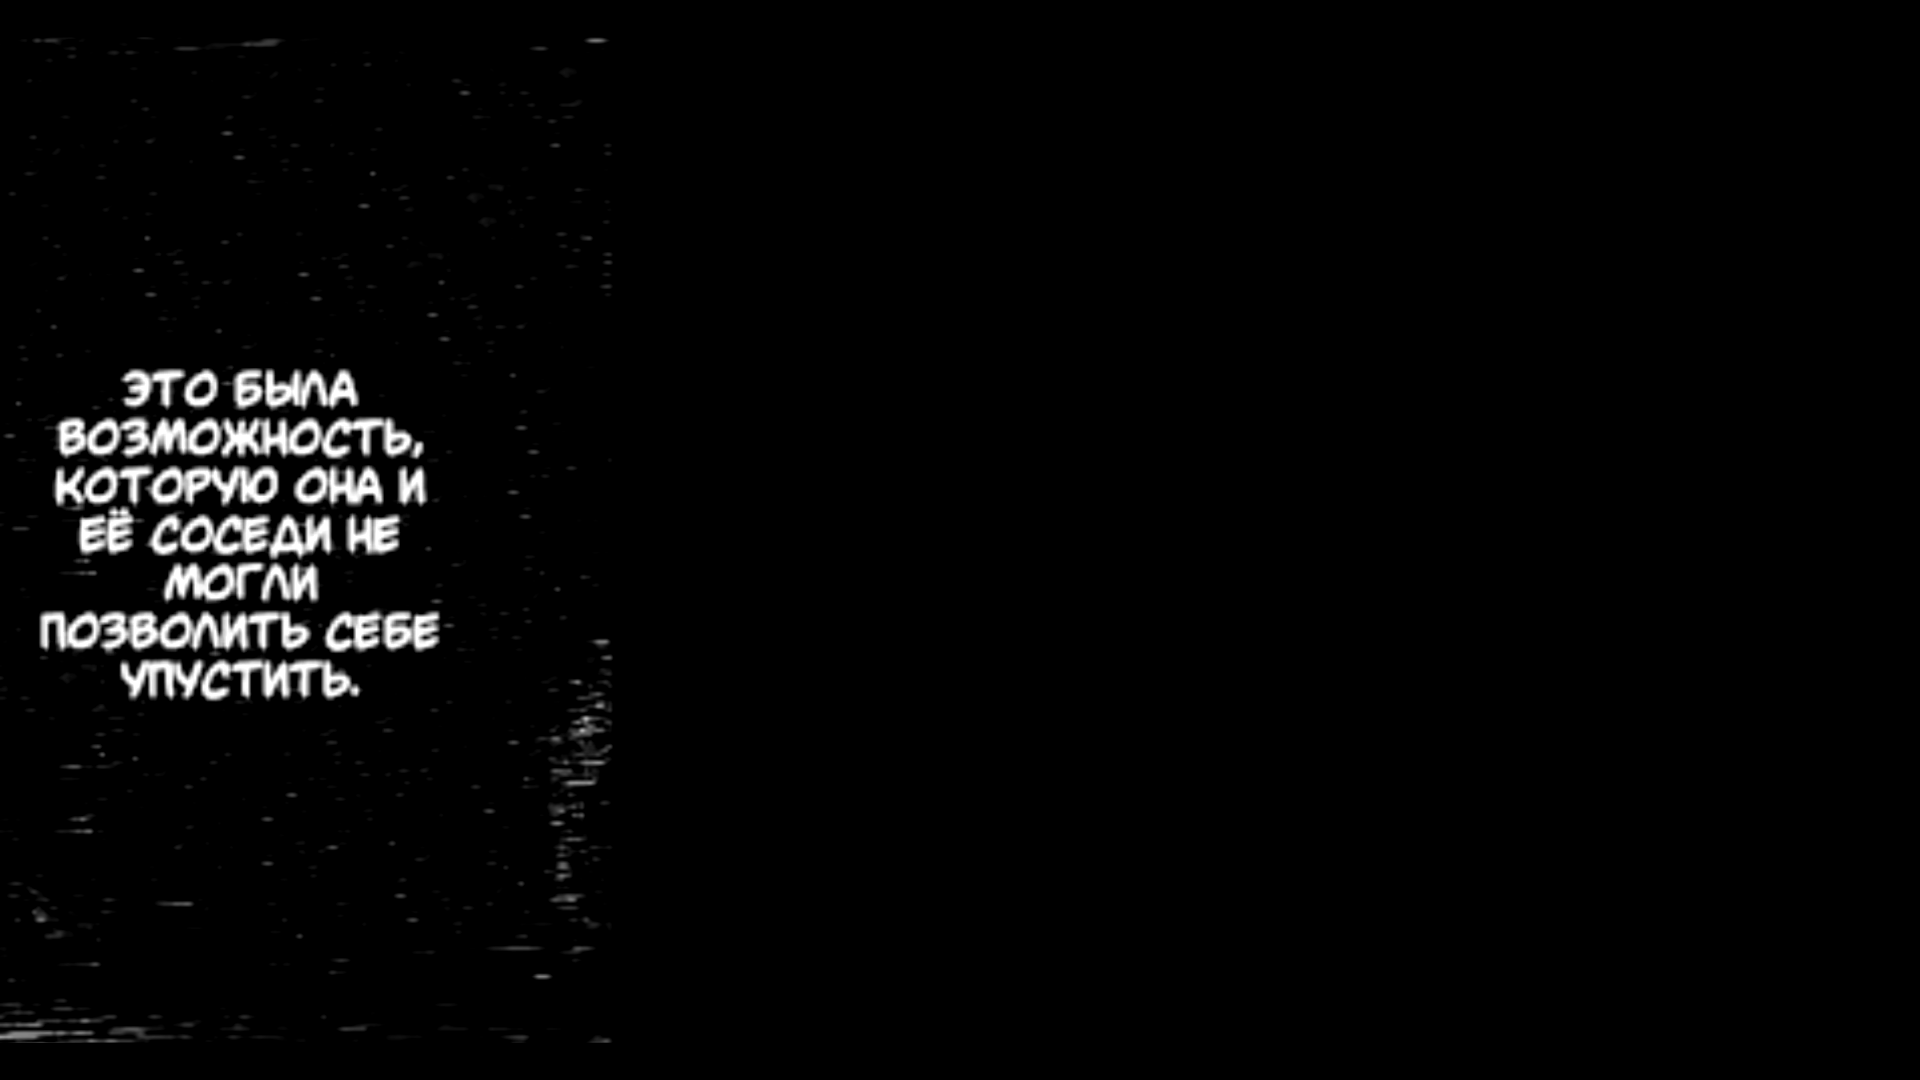 ЭТО БЫЛА
ВОЗМОЖНОСТЬ,
КОТОРУЮ ОНА И
ЕЁ СОСЕДИ НЕ
МОГЛИ
ПОЗВОЛИТЬ СЕБЕ
УПУСТИТЬ.